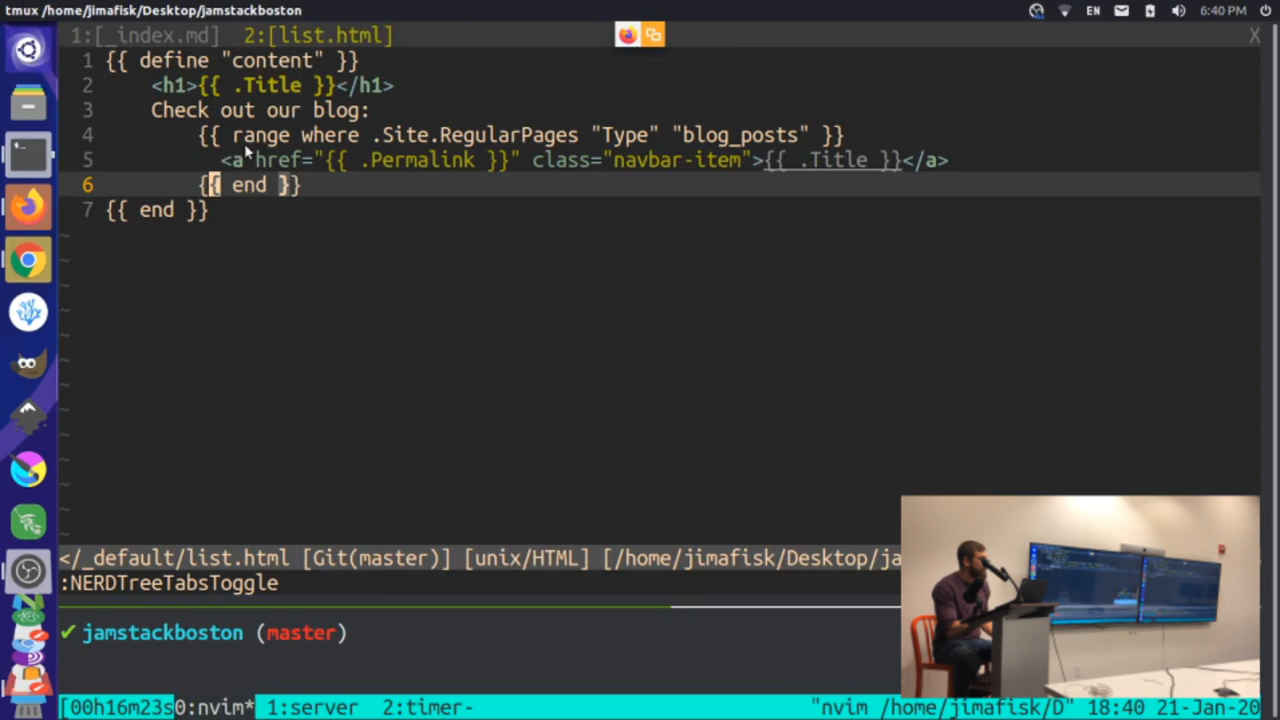 tmux /home/jimafisk/Desktop/jamstackboston
EN 6:40 PM
1:[_index.md] 2:[list.html] X
1 {{ define "content" }}
2 <h1>{{ .Title }}</h1>
3 Check out our blog:
4 {{ range where .Site.RegularPages "Type" "blog_posts" }}
5 <a href="{{ .Permalink }}" class="navbar-item">{{ .Title }}</a>
6 {{ end }}
7 {{ end }}
~
~
~
~
~
~
~
~
~
~
~
~
~
</_default/list.html [Git(master)] [unix/HTML] [/home/jimafisk/Desktop/ja
:NERDTreeTabsToggle
✔ jamstackboston (master)
[00h16m23s0:nvim* 1:server 2:timer- "nvim /home/jimafisk/D" 18:40 21-Jan-20